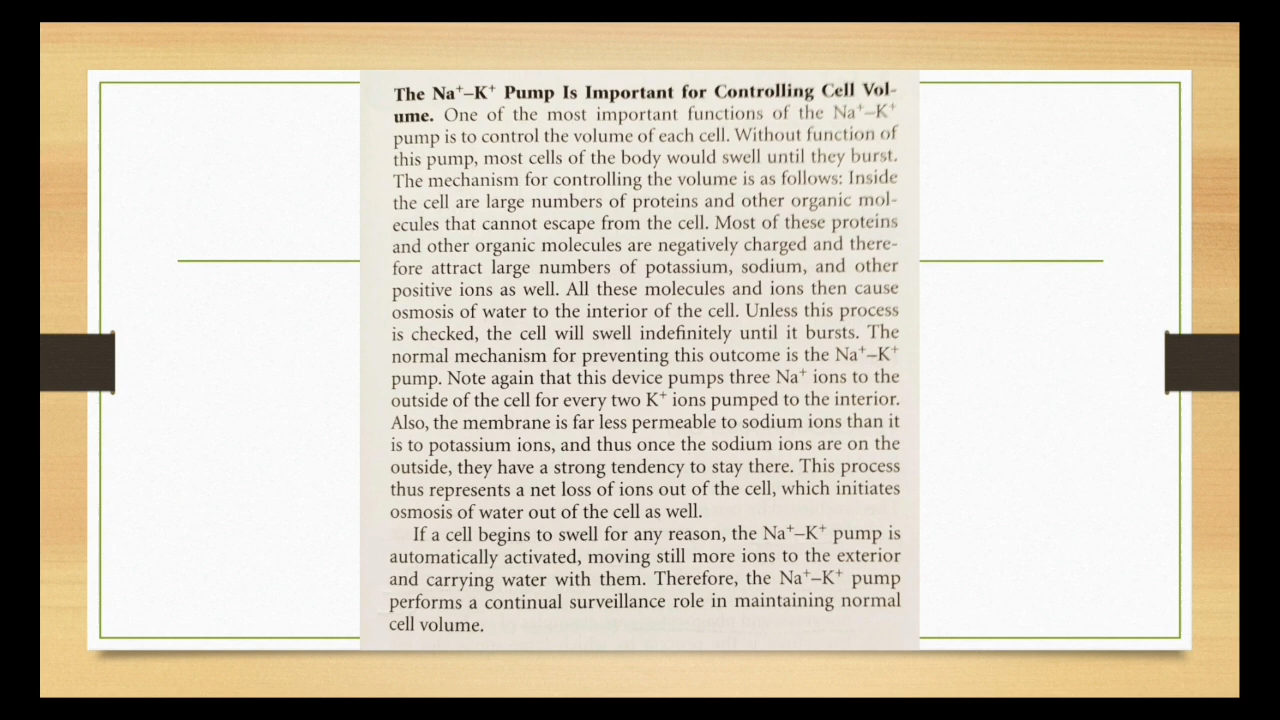 The Na⁺–K⁺ Pump Is Important for Controlling Cell Vol-
ume. One of the most important functions of the Na⁺–K⁺
pump is to control the volume of each cell. Without function of
this pump, most cells of the body would swell until they burst.
The mechanism for controlling the volume is as follows: Inside
the cell are large numbers of proteins and other organic mol-
ecules that cannot escape from the cell. Most of these proteins
and other organic molecules are negatively charged and there-
fore attract large numbers of potassium, sodium, and other
positive ions as well. All these molecules and ions then cause
osmosis of water to the interior of the cell. Unless this process
is checked, the cell will swell indefinitely until it bursts. The
normal mechanism for preventing this outcome is the Na⁺–K⁺
pump. Note again that this device pumps three Na⁺ ions to the
outside of the cell for every two K⁺ ions pumped to the interior.
Also, the membrane is far less permeable to sodium ions than it
is to potassium ions, and thus once the sodium ions are on the
outside, they have a strong tendency to stay there. This process
thus represents a net loss of ions out of the cell, which initiates
osmosis of water out of the cell as well.
If a cell begins to swell for any reason, the Na⁺–K⁺ pump is
automatically activated, moving still more ions to the exterior
and carrying water with them. Therefore, the Na⁺–K⁺ pump
performs a continual surveillance role in maintaining normal
cell volume.